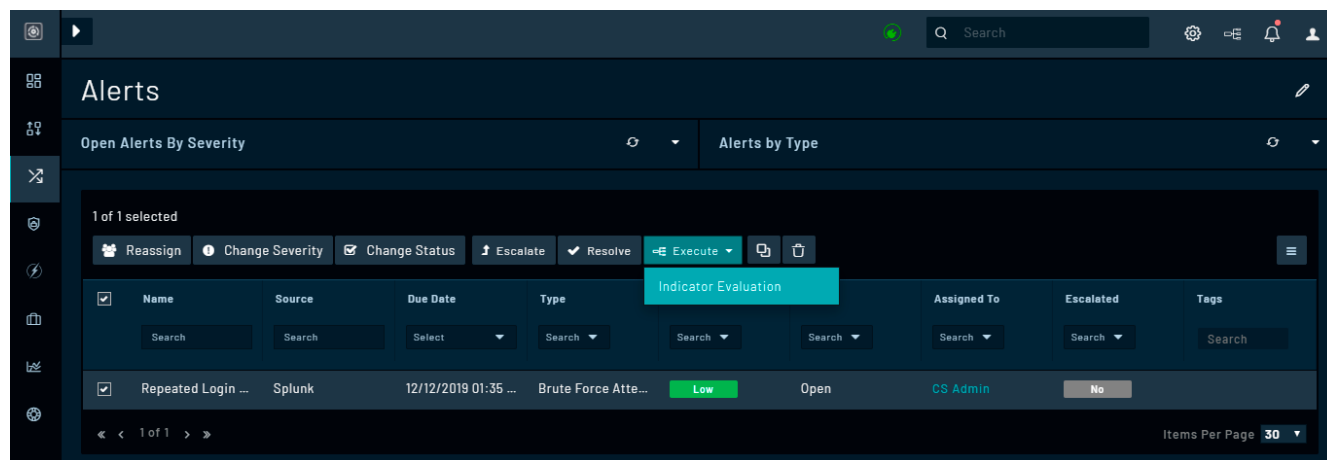 Search
Alerts
Open Alerts By Severity
Alerts by Type
1 of 1 selected
Reassign Change Severity Change Status Escalate Resolve Execute
Indicator Evaluation
Name Source Due Date Type Assigned To Escalated Tags
Search Search Select Search Search Search Search Search Search
Repeated Login ... Splunk 12/12/2019 01:35 ... Brute Force Atte... Low Open CS Admin No
« < 1 of 1 > »
Items Per Page 30